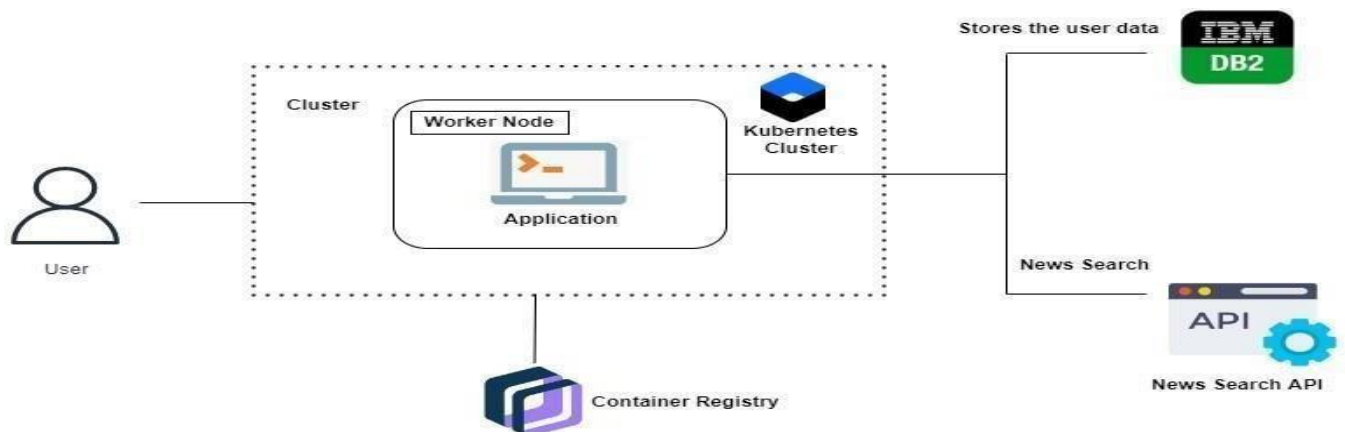 Stores the user data
IBM
DB2
Cluster
Worker Node
Kubernetes
Cluster
Application
User
News Search
API
News Search API
Container Registry